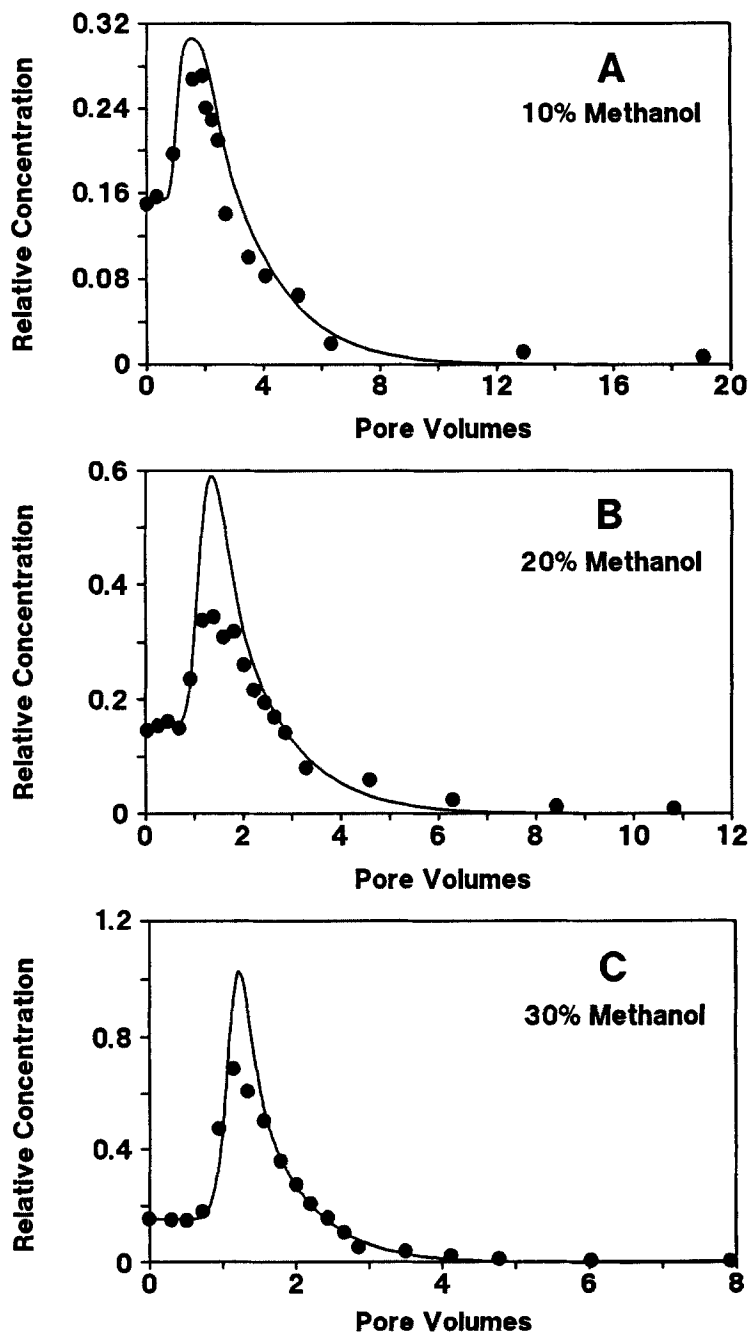 0.32
A
10% Methanol
0.24
0.16
0.08
0
Relative Concentration
0 4 8 12 16 20
Pore Volumes
0.6
B
20% Methanol
0.4
0.2
0
Relative Concentration
0 2 4 6 8 10 12
Pore Volumes
1.2
C
30% Methanol
0.8
0.4
0
Relative Concentration
0 2 4 6 8
Pore Volumes